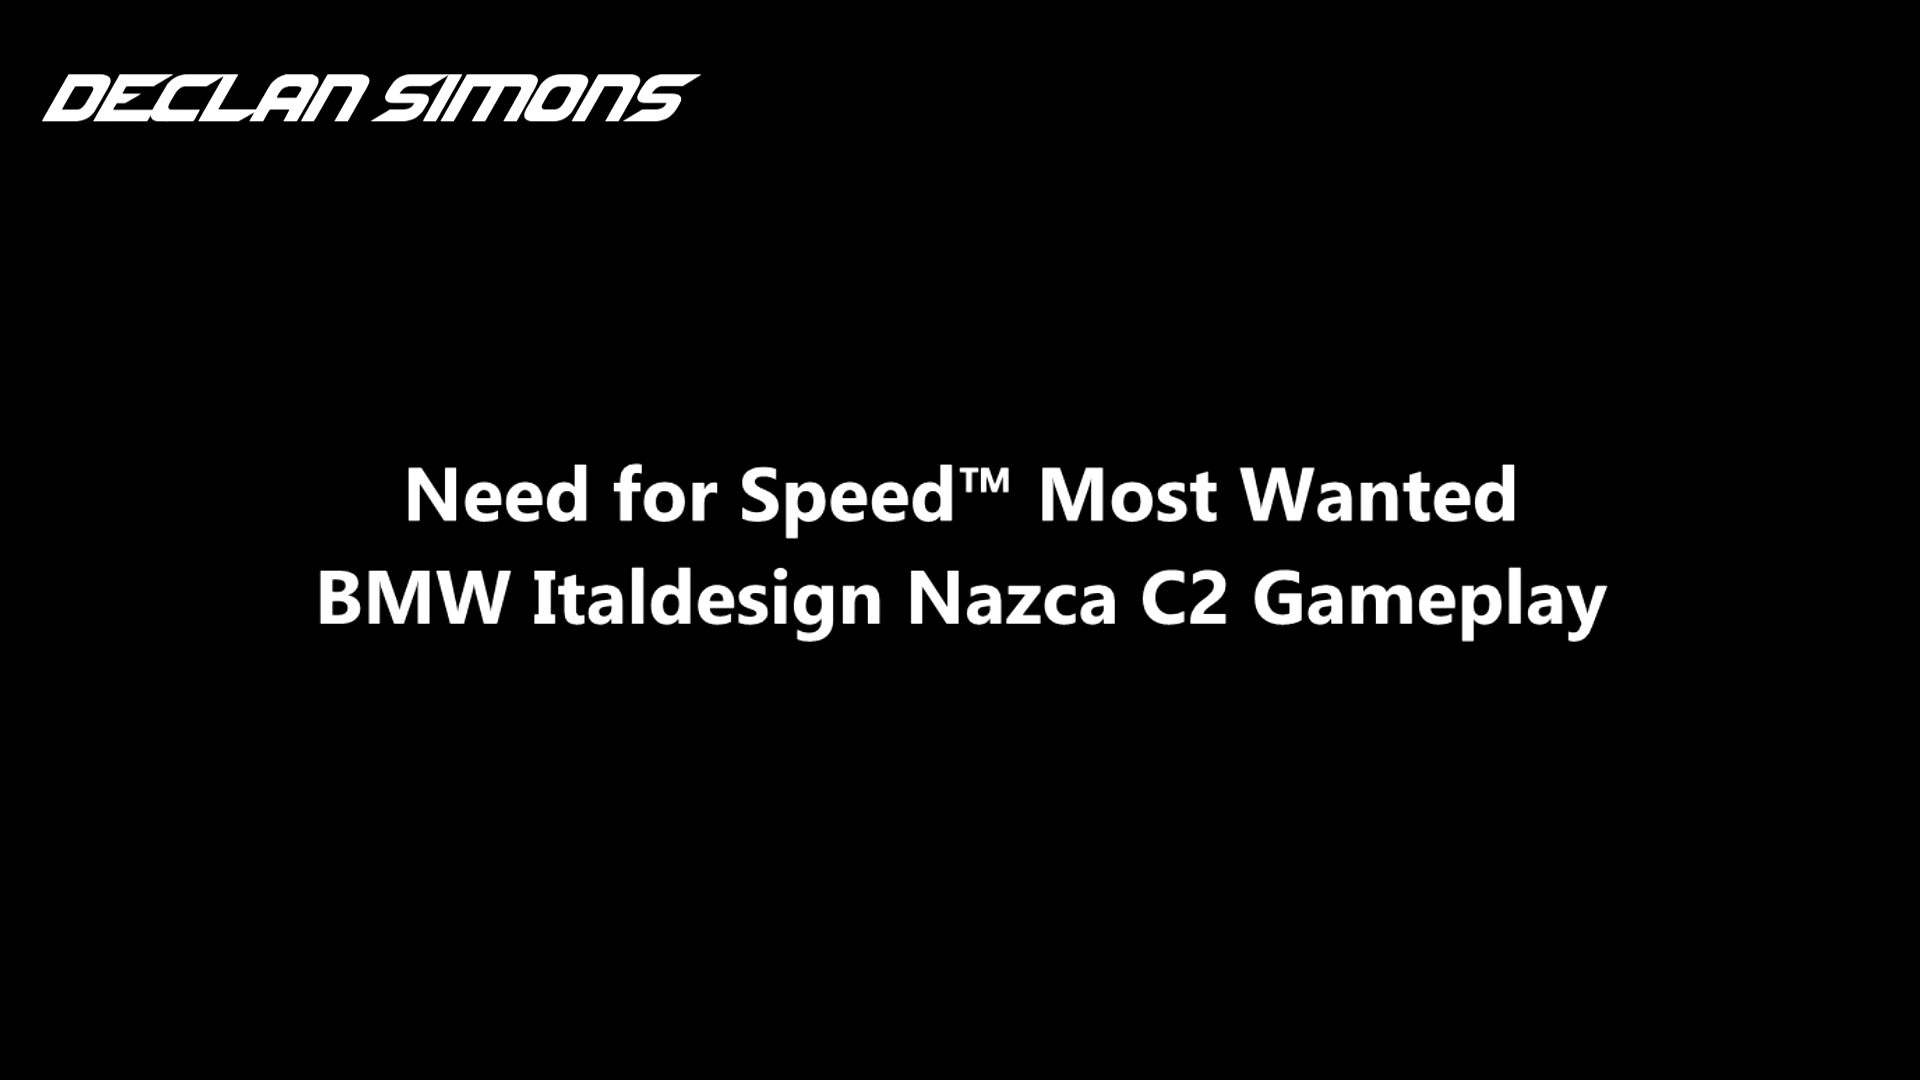 DECLAN SIMONS
Need for Speed™ Most Wanted
BMW Italdesign Nazca C2 Gameplay